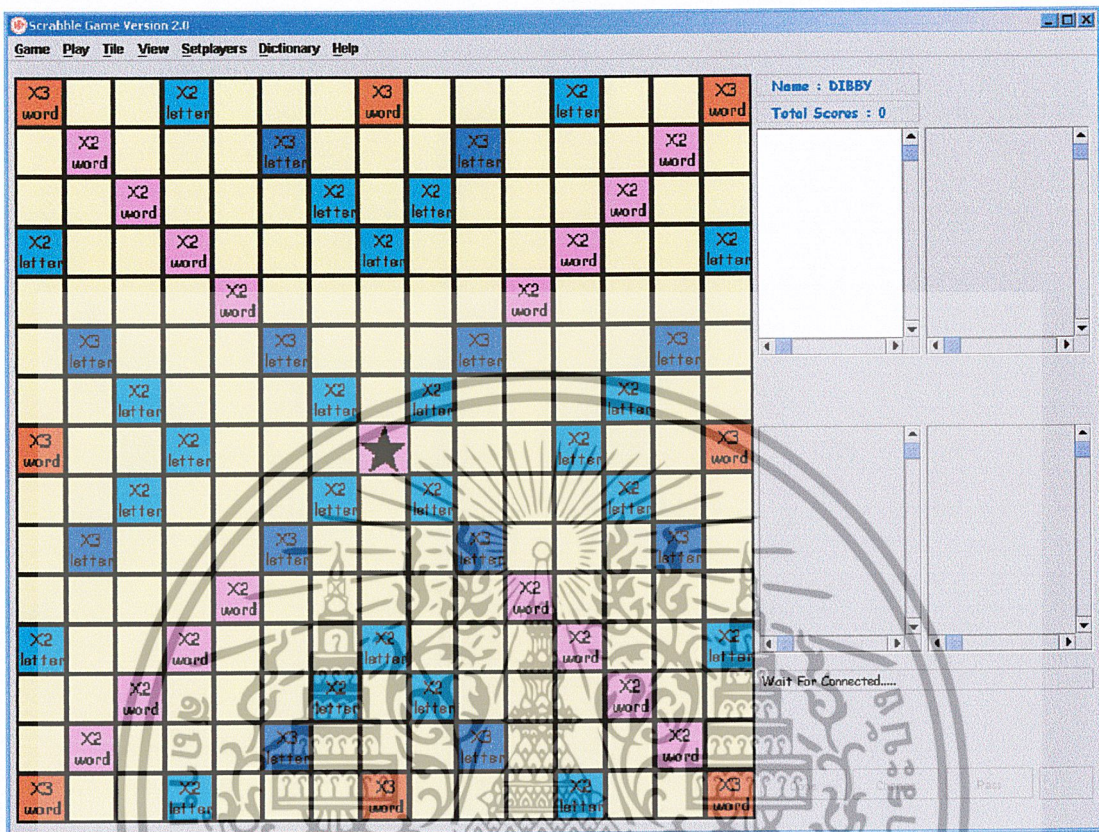 Scrabble Game Version 2.0
Game Play Tile View Setplayers Dictionary Help
X3 word X2 letter X3 word X2 letter X3 word
X2 word X3 letter X3 letter X2 word
X2 word X2 letter X2 letter X2 word
X2 letter X2 word X2 letter X2 word X2 letter
X2 word X2 word
X3 letter X3 letter X3 letter X3 letter
X2 letter X2 letter X2 letter X2 letter
X3 word X2 letter X2 letter X3 word
X2 letter X2 letter X2 letter X2 letter
X3 letter X3 letter X3 letter X3 letter
X2 word X2 word
X2 letter X2 word X2 letter X2 word X2 letter
X2 word X2 letter X2 letter X2 word
X2 word X3 letter X3 letter X2 word
X3 word X2 letter X3 word X2 letter X3 word
Name : DIBBY
Total Scores : 0
Wait For Connected.....
Pass